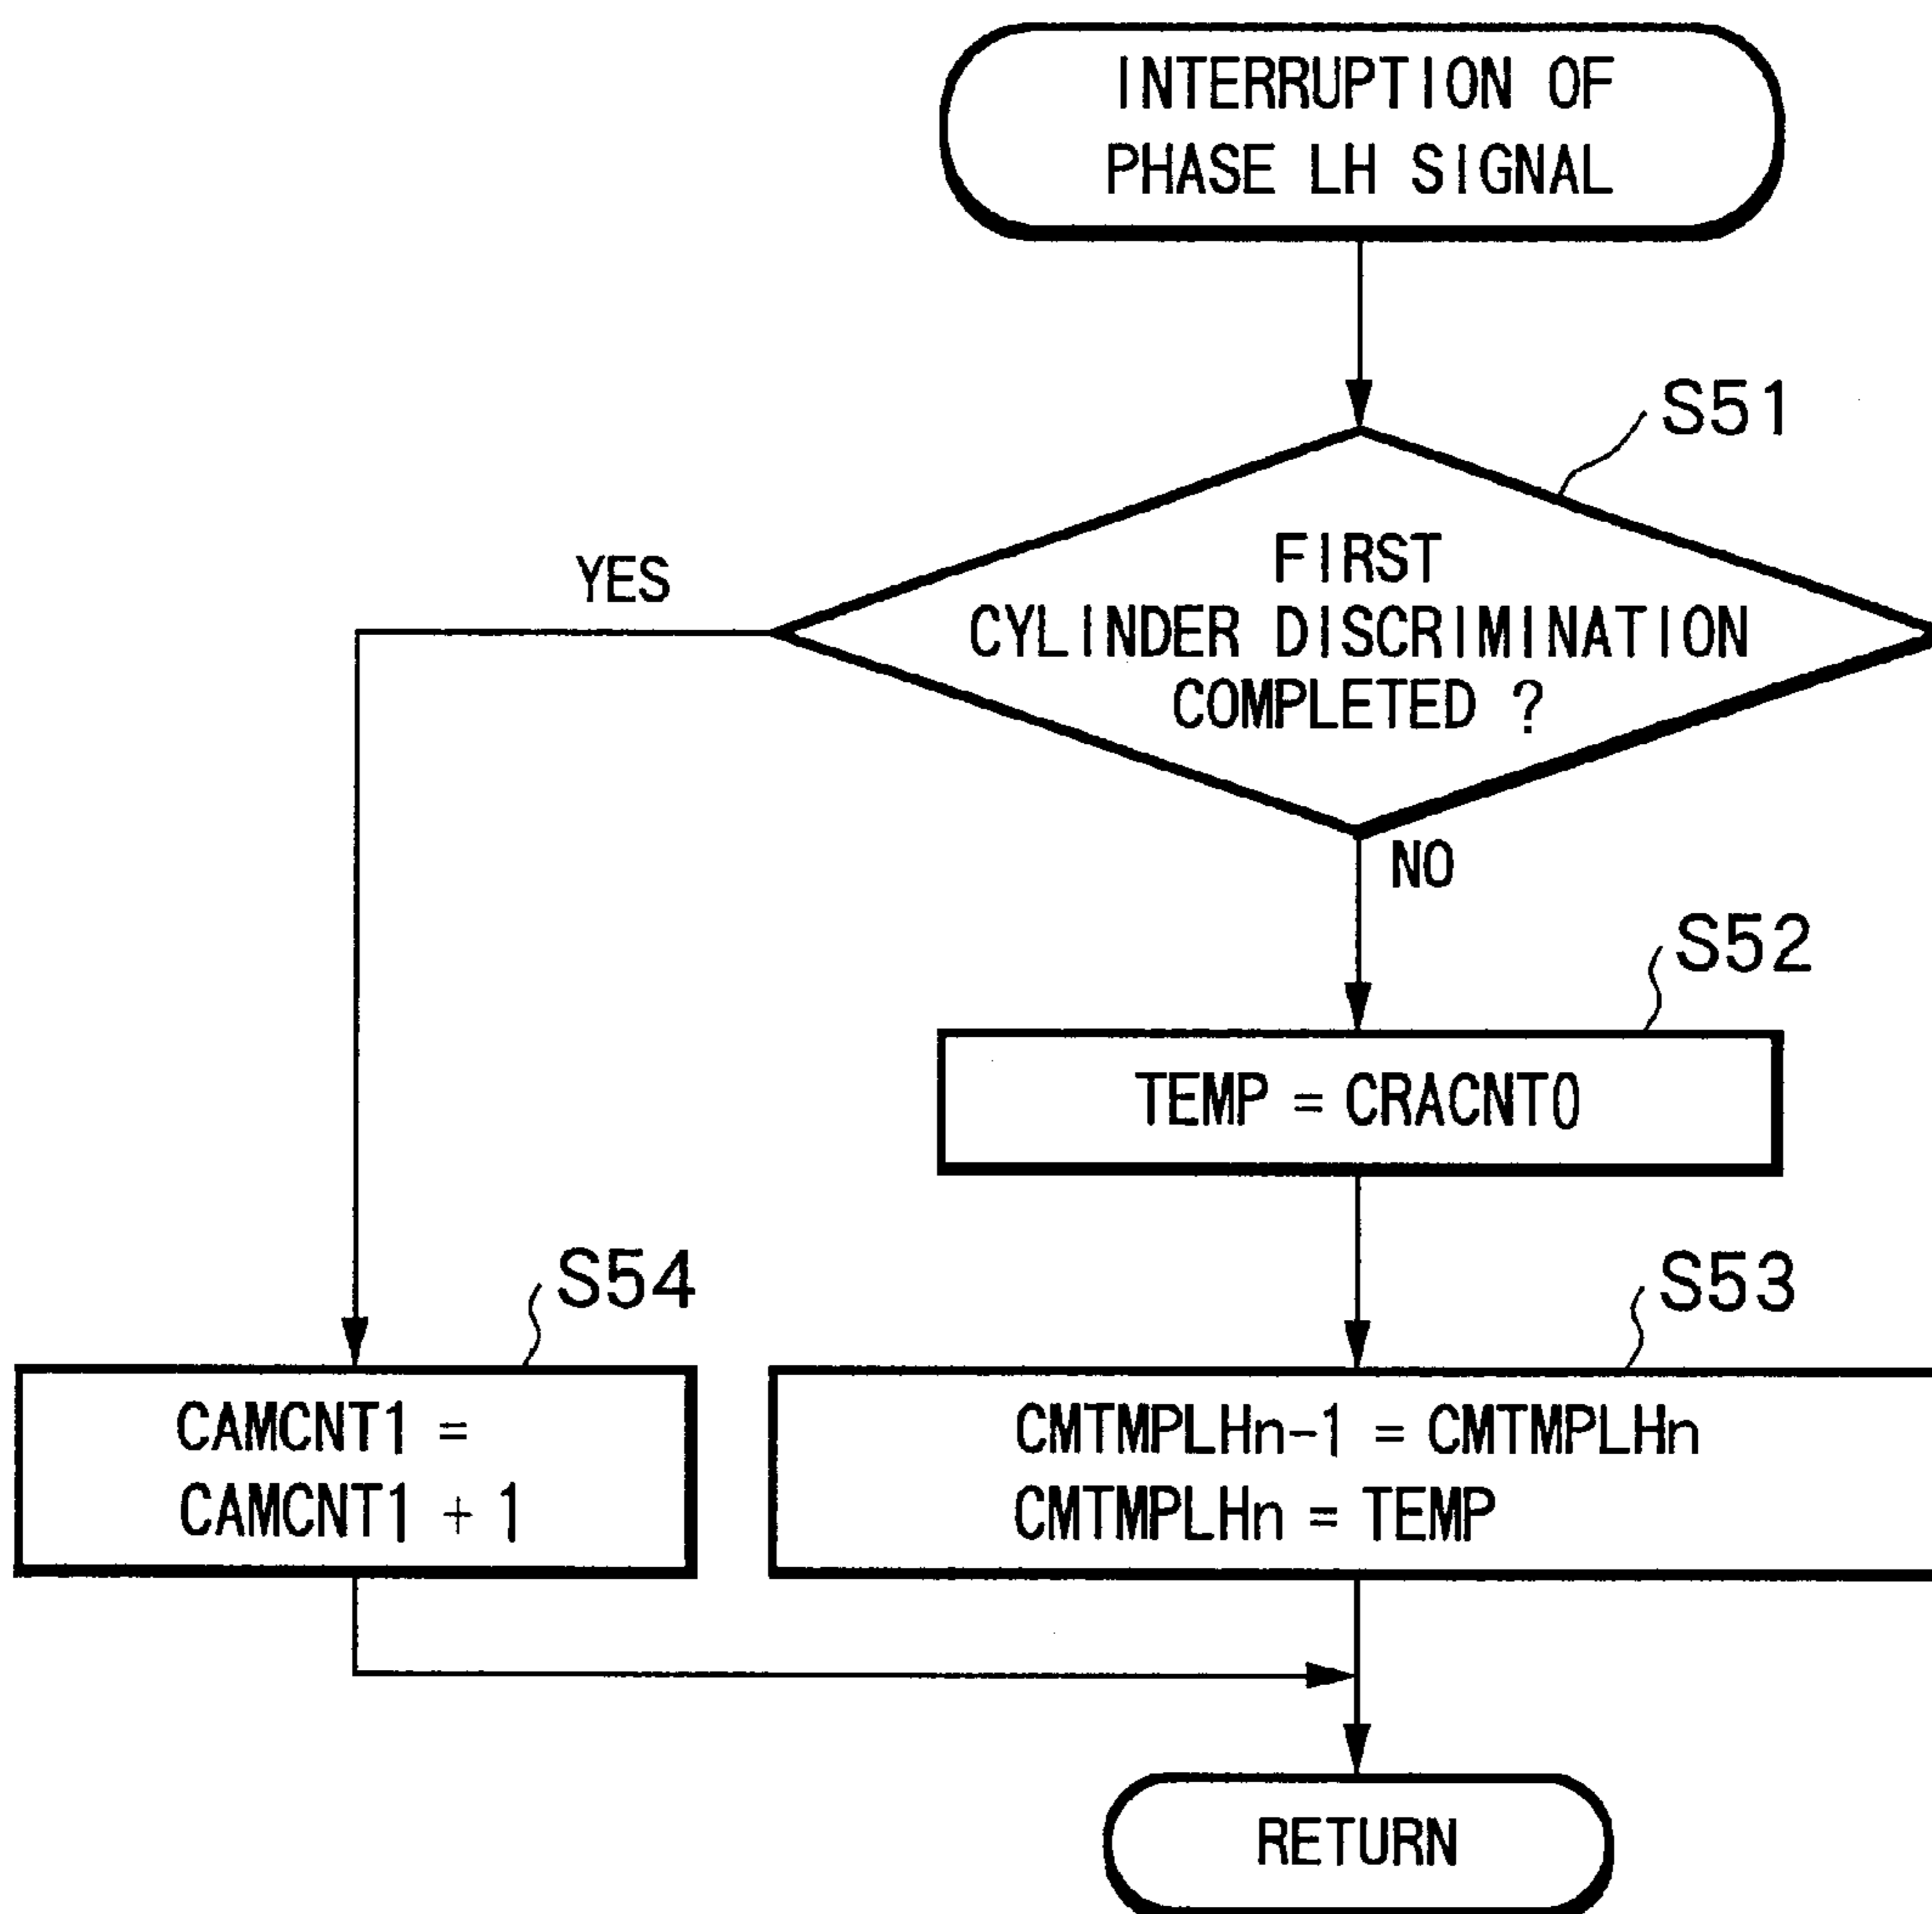 INTERRUPTION OF
PHASE LH SIGNAL
S51
FIRST
CYLINDER DISCRIMINATION
COMPLETED ?
YES
NO
S52
TEMP = CRACNT0
S54
CAMCNT1 =
CAMCNT1 + 1
S53
CMTMPLHn-1 = CMTMPLHn
CMTMPLHn = TEMP
RETURN